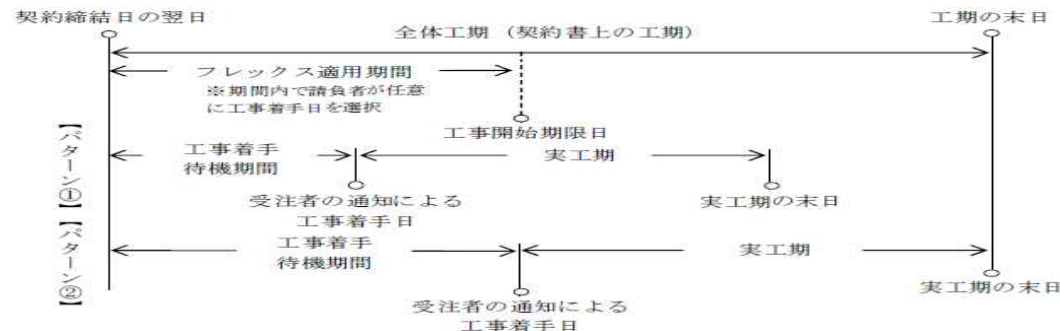 契約締結日の翌日
工期の末日
全体工期（契約書上の工期）
フレックス適用期間
※期間内で請負者が任意
に工事着手日を選択
工事開始期限日
【パターン①】
工事着手
待機期間
実工期
受注者の通知による
工事着手日
実工期の末日
【パターン②】
工事着手
待機期間
実工期
受注者の通知による
工事着手日
実工期の末日